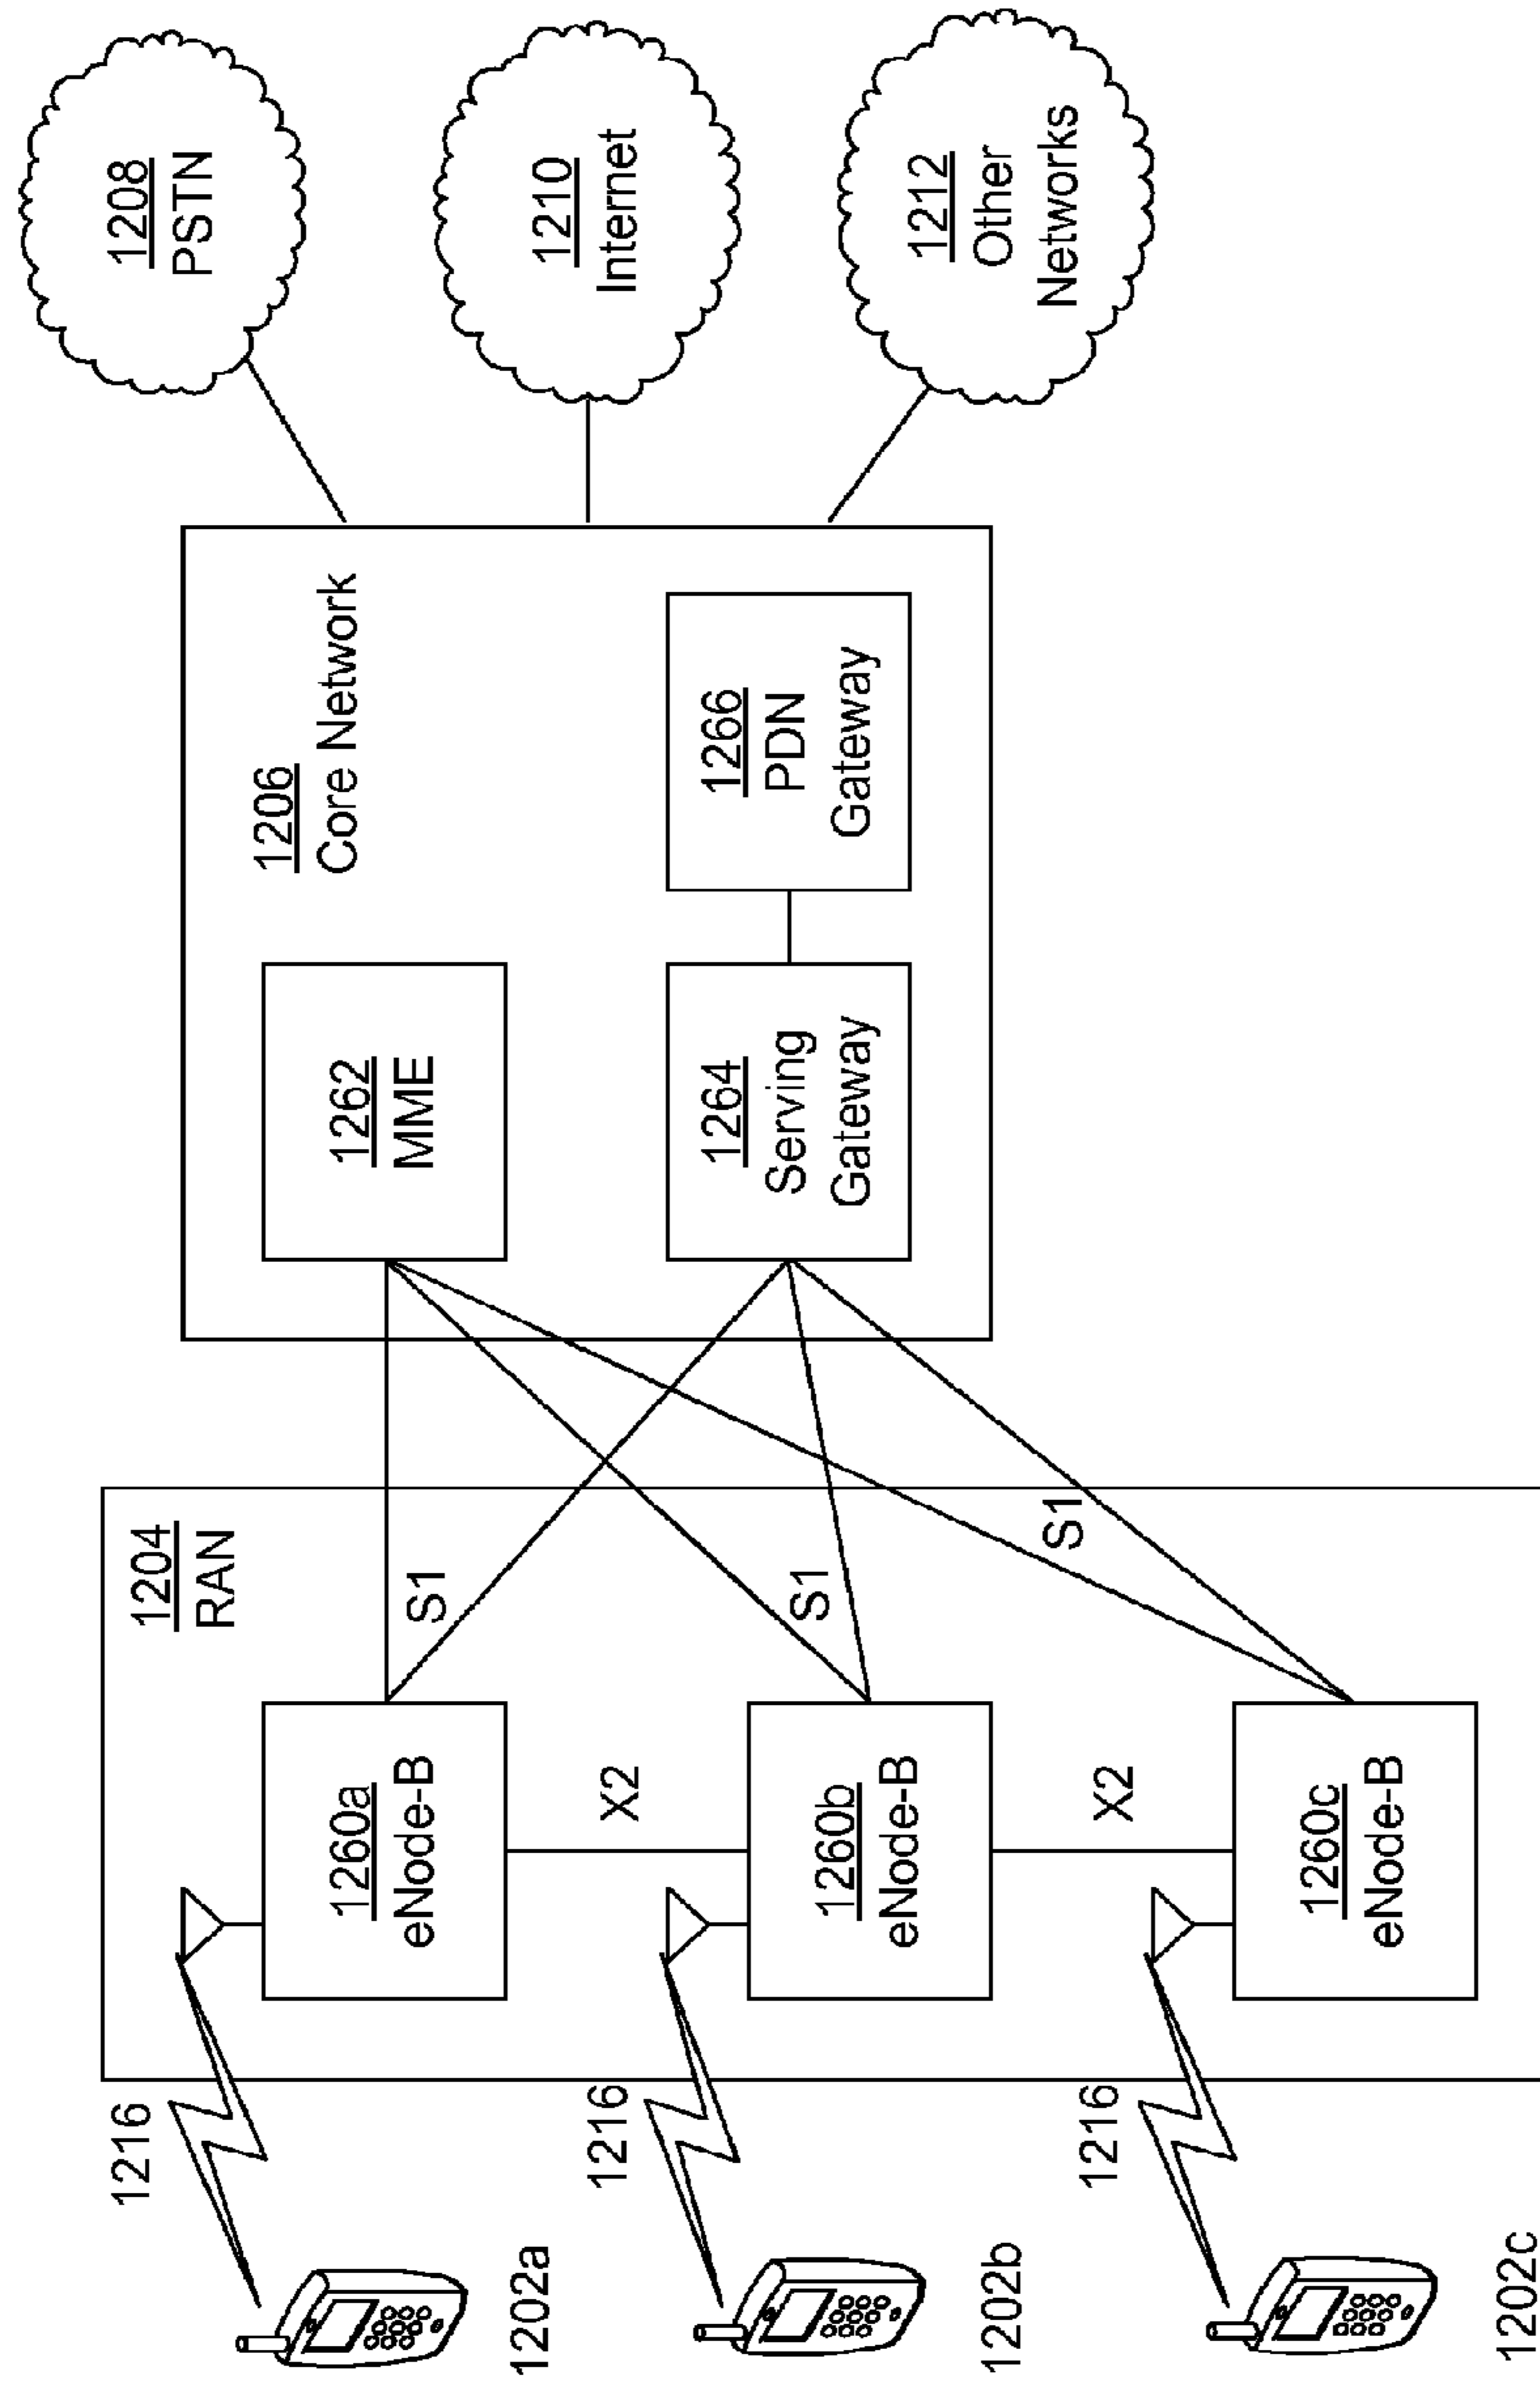 1202a
1216
1202b
1216
1202c
1216
1204
RAN
1260a
eNode-B
S1
X2
1260b
eNode-B
S1
X2
1260c
eNode-B
S1
1206
Core Network
1262
MME
1264
Serving
Gateway
1266
PDN
Gateway
1208
PSTN
1210
Internet
1212
Other
Networks